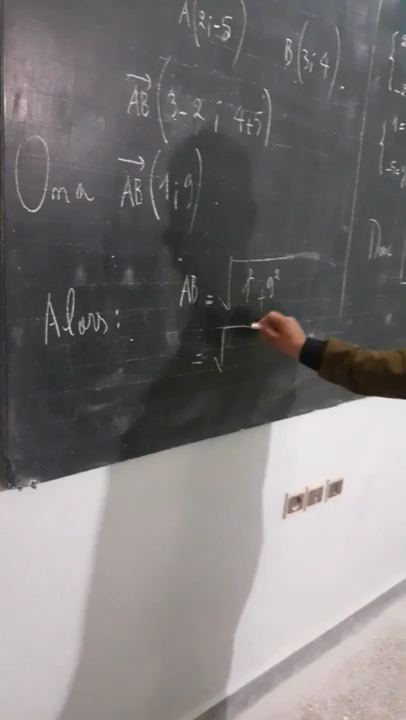 A(2;-5)
B(3;4).
AB(3-2; 4+5)
On a AB(1;9).
Alors: AB = √1²+9²
= √
Donc